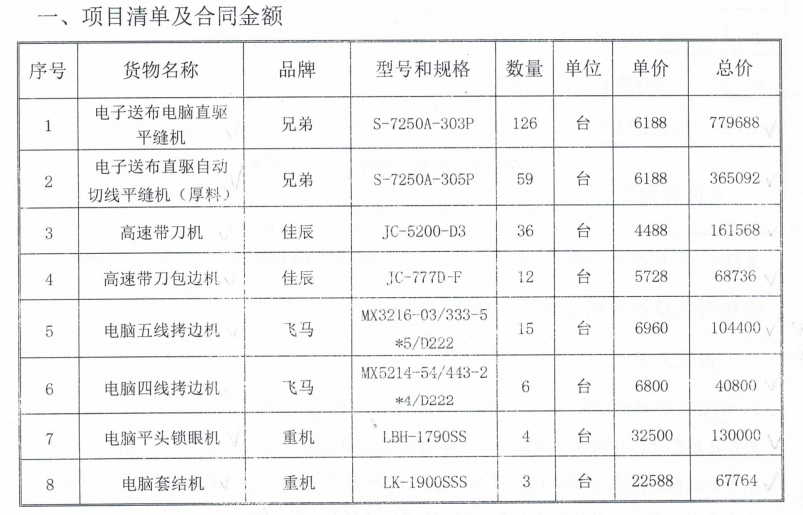 一、项目清单及合同金额
序号 货物名称 品牌 型号和规格 数量 单位 单价 总价
1 电子送布电脑直驱平缝机 兄弟 S-7250A-303P 126 台 6188 779688
2 电子送布直驱自动切线平缝机（厚料） 兄弟 S-7250A-305P 59 台 6188 365092
3 高速带刀机 佳辰 JC-5200-D3 36 台 4488 161568
4 高速带刀包边机 佳辰 JC-777D-F 12 台 5728 68736
5 电脑五线拷边机 飞马 MX3216-03/333-5*5/D222 15 台 6960 104400
6 电脑四线拷边机 飞马 MX5214-54/443-2*4/D222 6 台 6800 40800
7 电脑平头锁眼机 重机 LBH-1790SS 4 台 32500 130000
8 电脑套结机 重机 LK-1900SSS 3 台 22588 67764